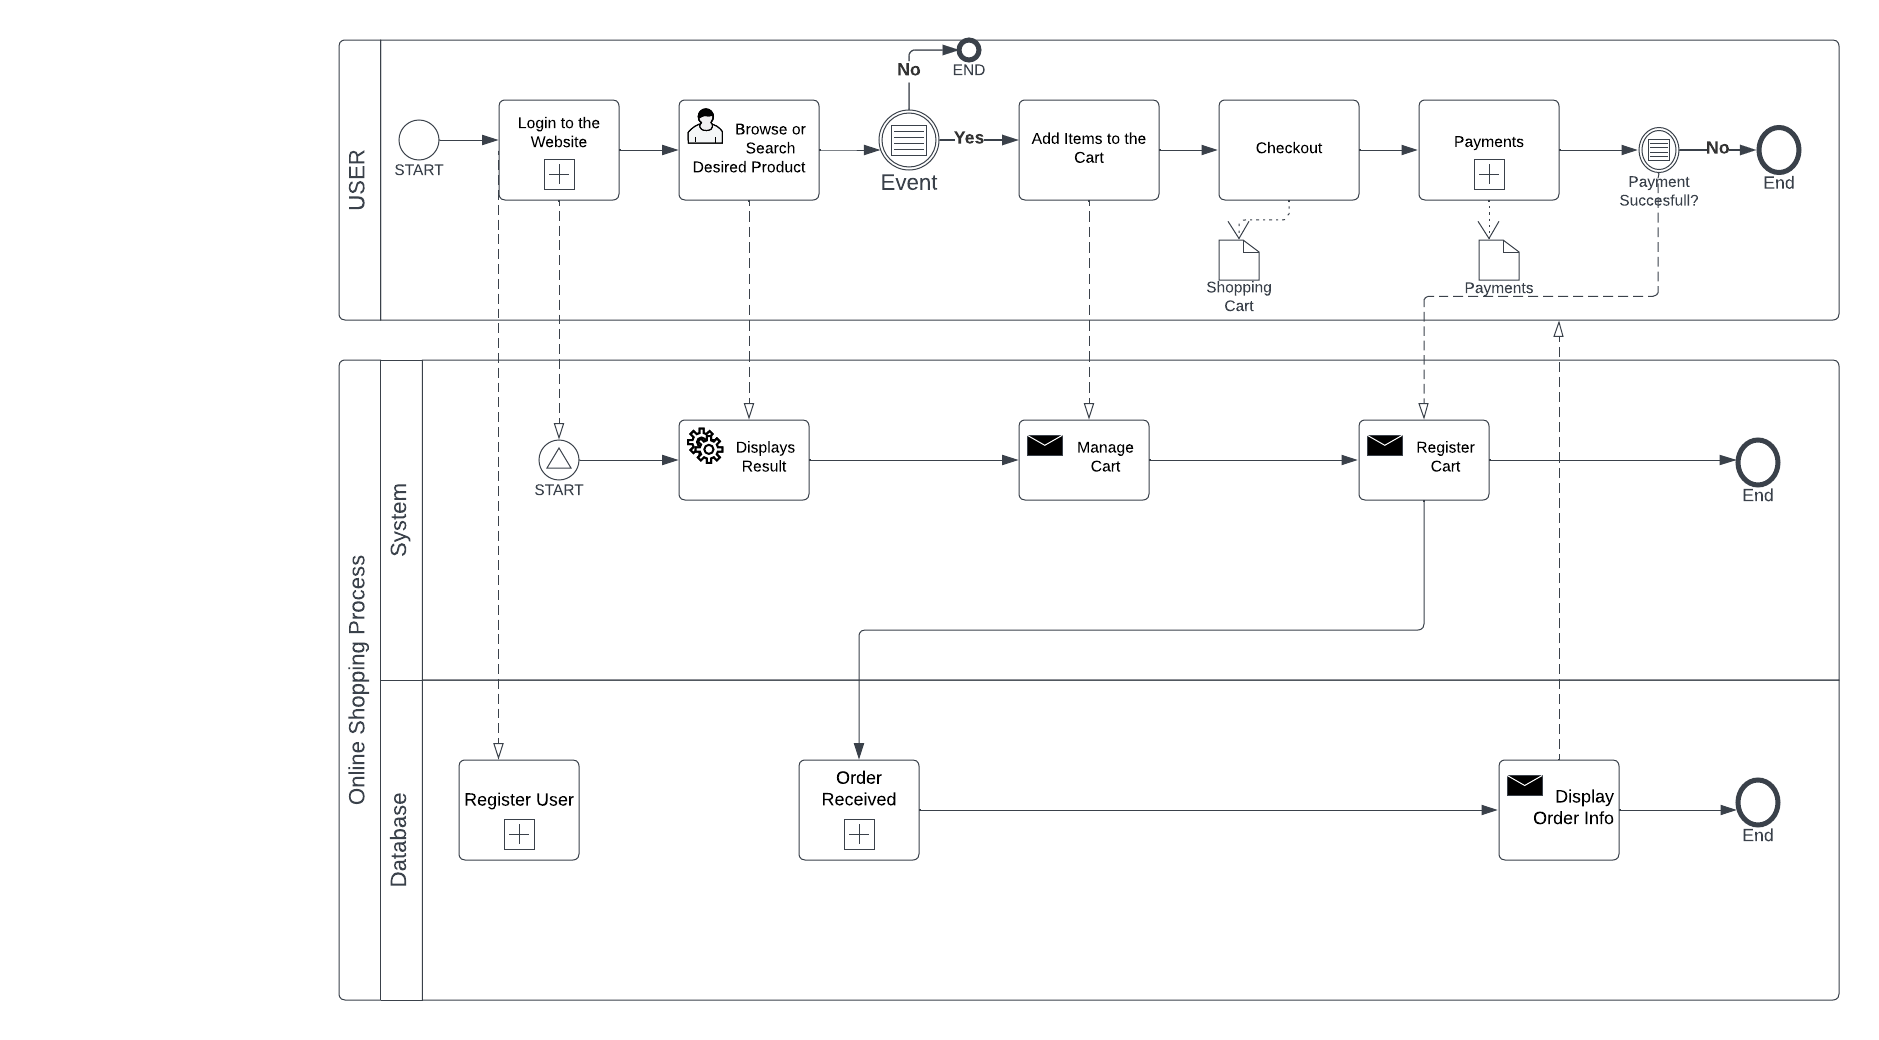 USER
START
Login to the
Website
Browse or
Search
Desired Product
Event
No
END
Yes
Add Items to the
Cart
Checkout
Shopping
Cart
Payments
Payments
Payment
Succesfull?
No
End
Online Shopping Process
System
START
Displays
Result
Manage
Cart
Register
Cart
End
Database
Register User
Order
Received
Display
Order Info
End